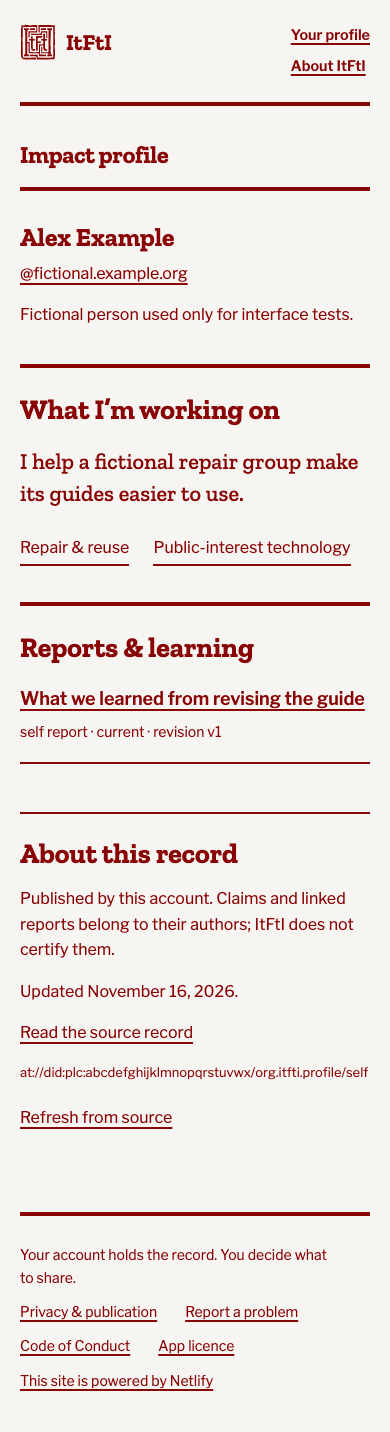 ItFtI
ItFtI
Your profile
About ItFtI
Impact profile
Alex Example
@fictional.example.org
Fictional person used only for interface tests.
What I’m working on
I help a fictional repair group make
its guides easier to use.
Repair & reuse
Public-interest technology
Reports & learning
What we learned from revising the guide
self report · current · revision v1
About this record
Published by this account. Claims and linked
reports belong to their authors; ItFtI does not
certify them.
Updated November 16, 2026.
Read the source record
at://did:plc:abcdefghijklmnopqrstuvwx/org.itfti.profile/self
Refresh from source
Your account holds the record. You decide what
to share.
Privacy & publication
Report a problem
Code of Conduct
App licence
This site is powered by Netlify